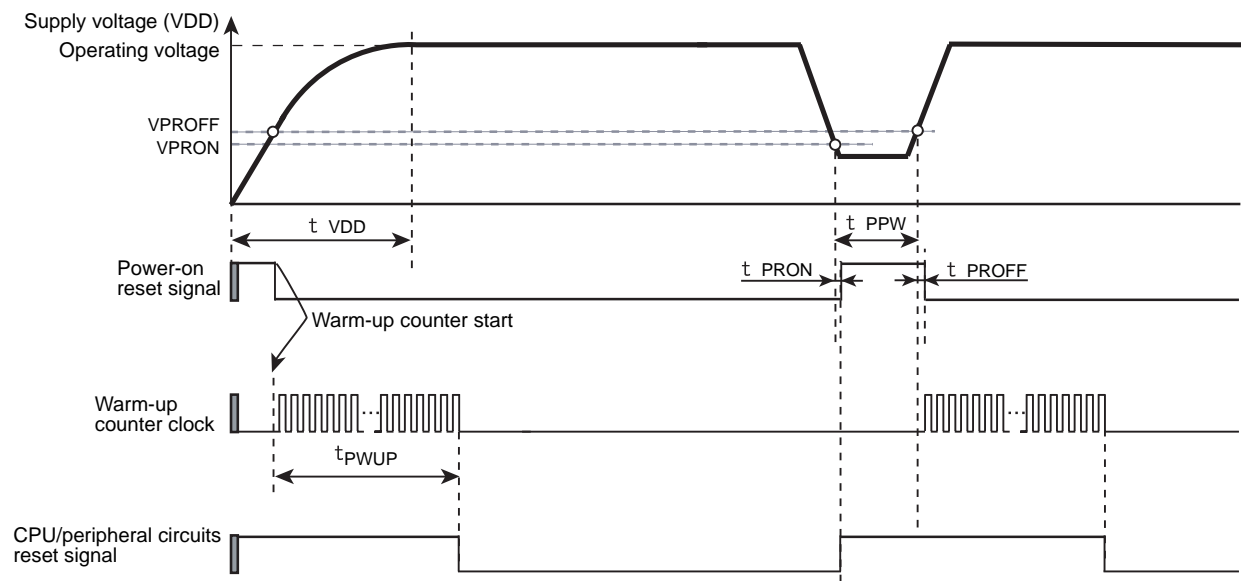 Supply voltage (VDD)
Operating voltage
VPROFF
VPRON
t VDD
t PPW
Power-on
reset signal
t PRON
t PROFF
Warm-up counter start
Warm-up
counter clock
...
...
tPWUP
CPU/peripheral circuits
reset signal